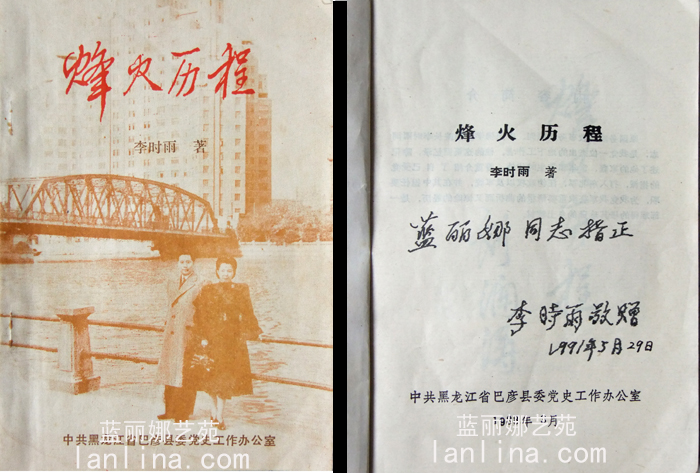 烽火历程
李时雨 著
中共黑龙江省巴彦县委党史工作办公室
蓝丽娜艺苑
lanlina.com
烽火历程
李时雨 著
蓝丽娜同志指正
李時雨敬赠
1991年5月29日
中共黑龙江省巴彦县委党史工作办公室
月
蓝丽娜艺苑
lanlina.com